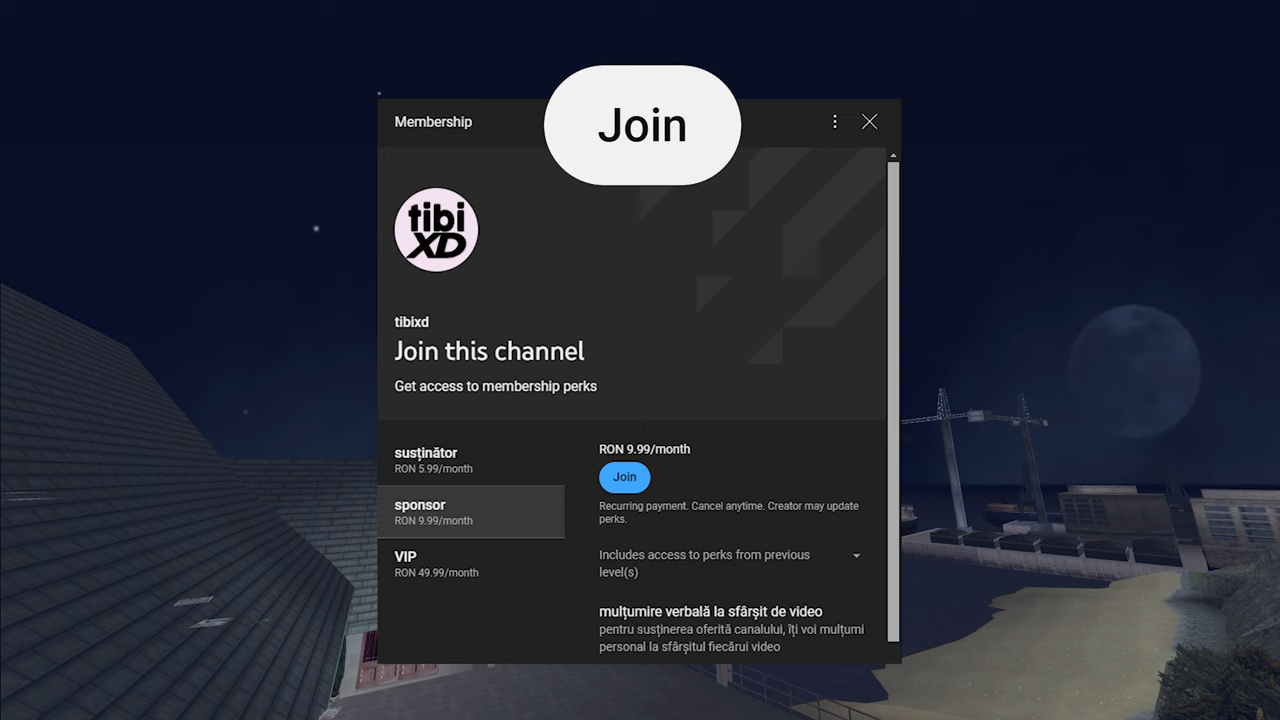 Join
Membership
tibi
XD
tibixd
Join this channel
Get access to membership perks
susținător
RON 5.99/month
sponsor
RON 9.99/month
VIP
RON 49.99/month
RON 9.99/month
Join
Recurring payment. Cancel anytime. Creator may update
perks.
Includes access to perks from previous
level(s)
mulțumire verbală la sfârșit de video
pentru susținerea oferită canalului, îți voi mulțumi
personal la sfârșitul fiecărui video